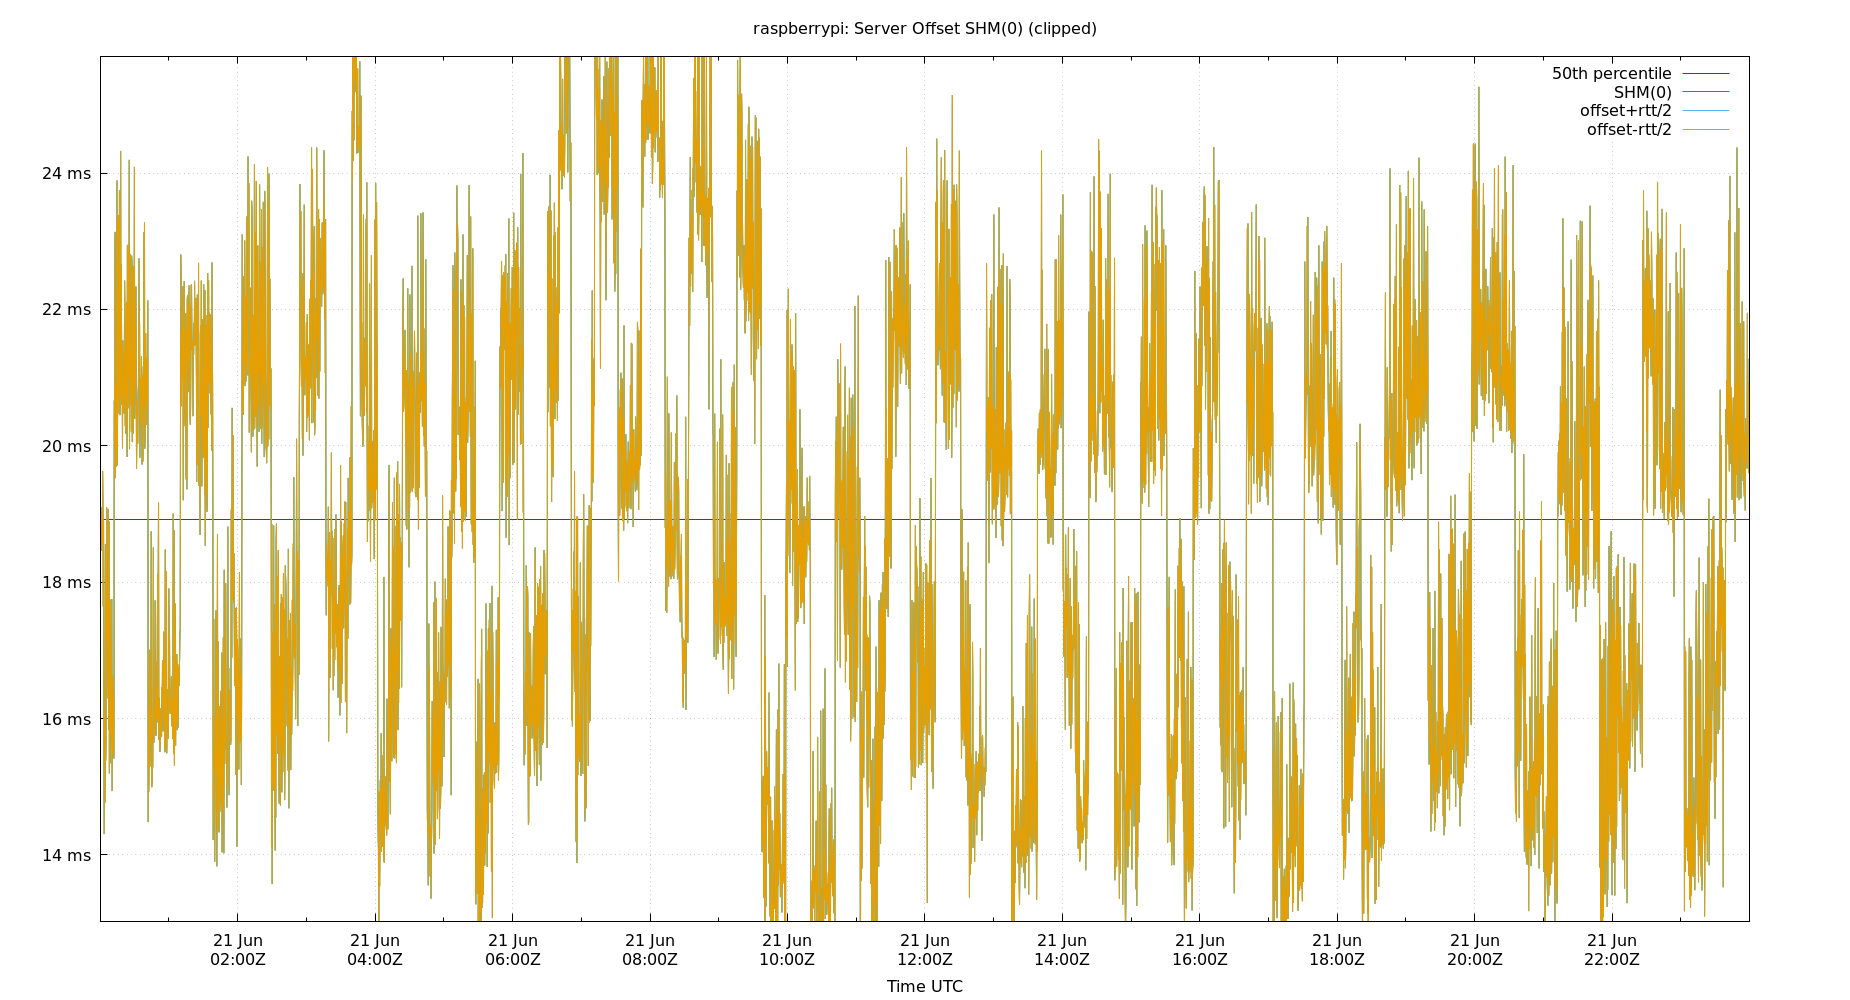 raspberrypi: Server Offset SHM(0) (clipped)
50th percentile
SHM(0)
offset+rtt/2
offset-rtt/2
24 ms
22 ms
20 ms
18 ms
16 ms
14 ms
21 Jun 21 Jun 21 Jun 21 Jun 21 Jun 21 Jun 21 Jun 21 Jun 21 Jun 21 Jun 21 Jun
02:00Z 04:00Z 06:00Z 08:00Z 10:00Z 12:00Z 14:00Z 16:00Z 18:00Z 20:00Z 22:00Z
Time UTC